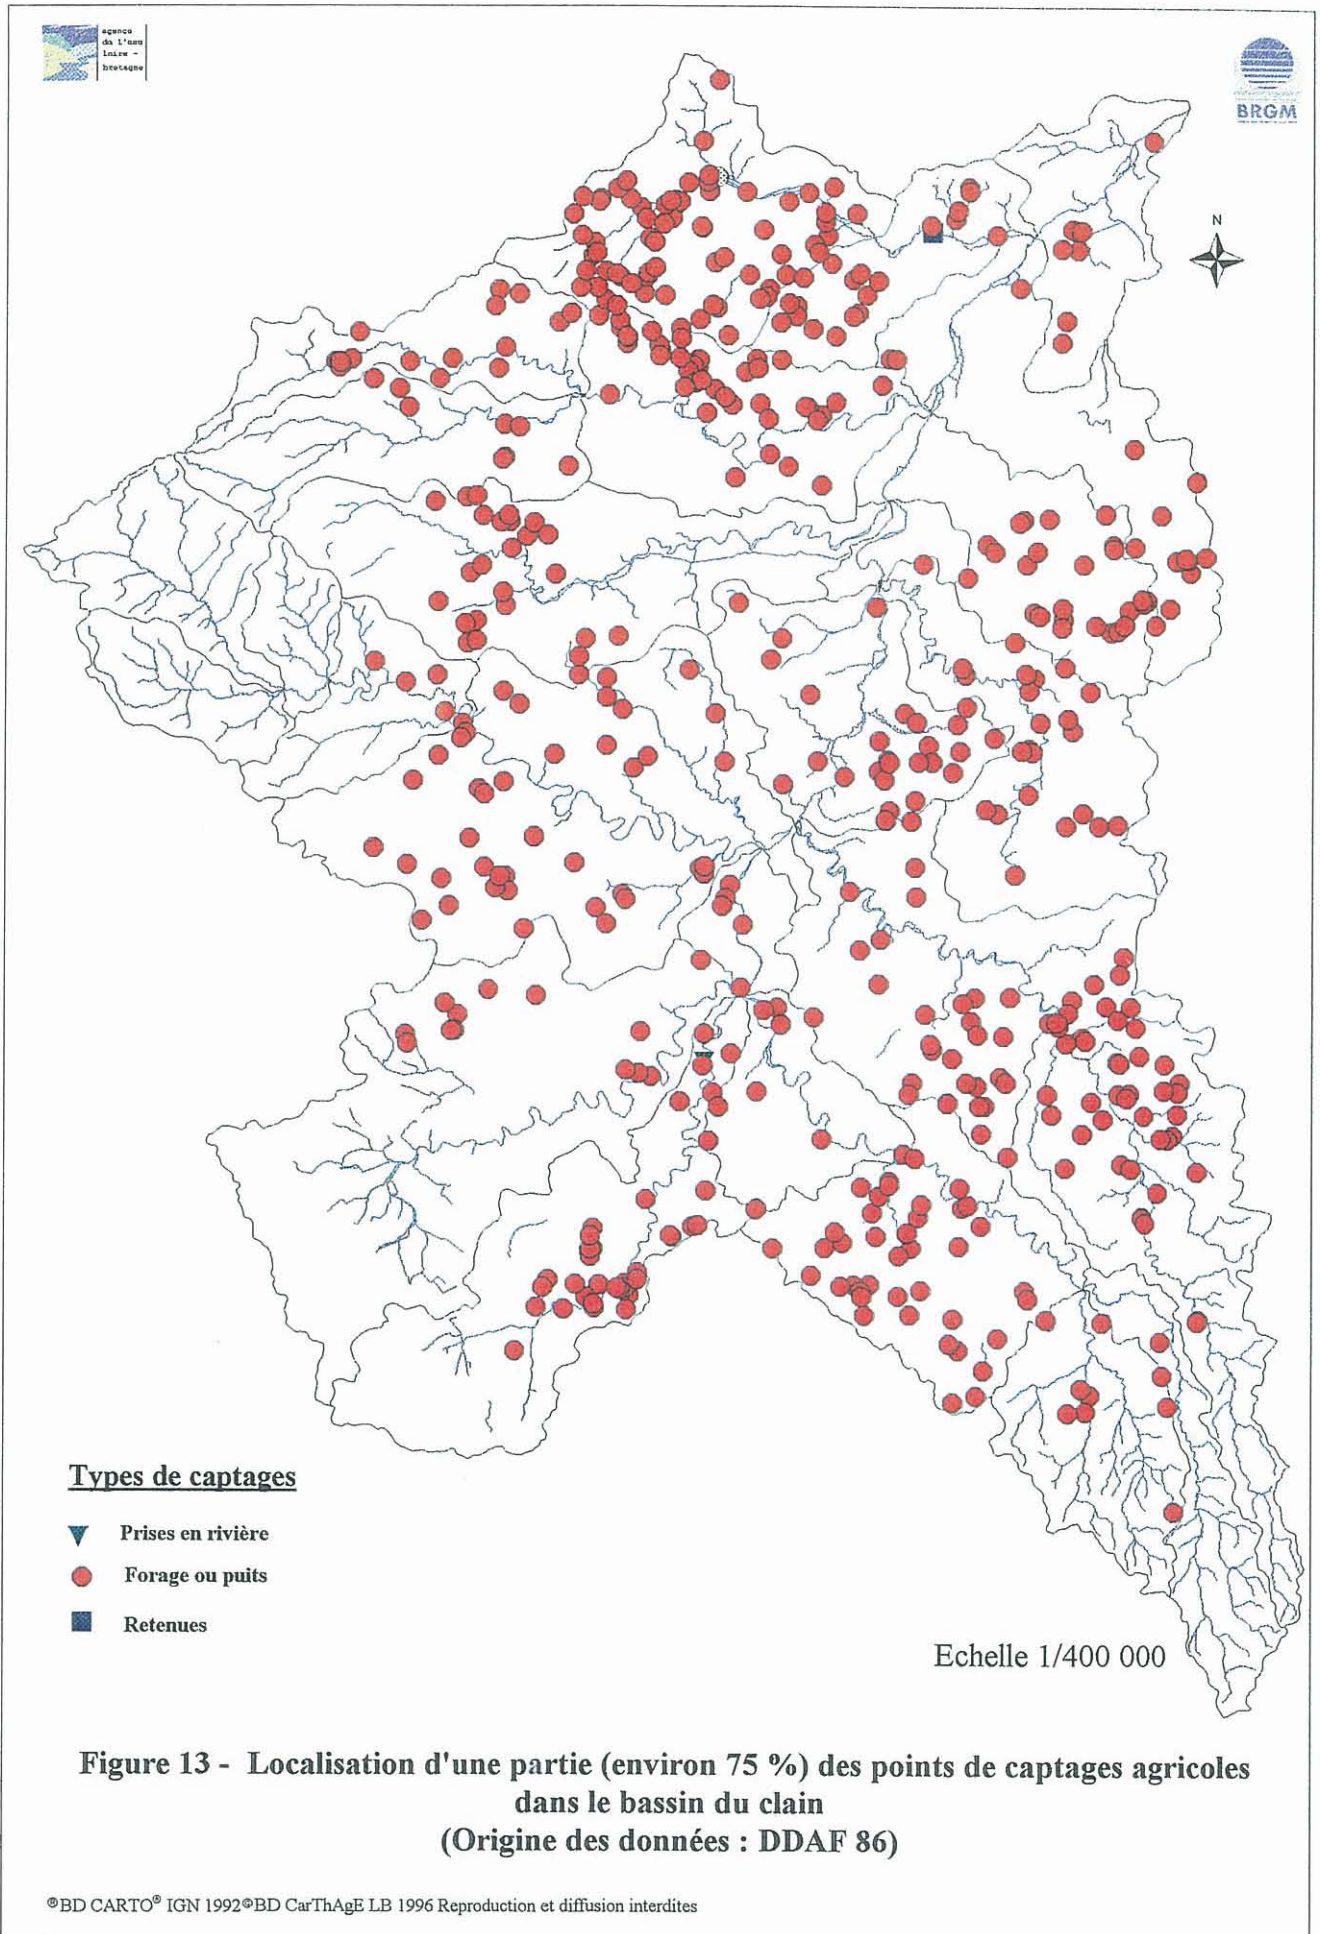 agence
de l'eau
loire -
bretagne
BRGM
N
Types de captages
Prises en rivière
Forage ou puits
Retenues
Echelle 1/400 000
Figure 13 - Localisation d'une partie (environ 75 %) des points de captages agricoles
dans le bassin du clain
(Origine des données : DDAF 86)
®BD CARTO® IGN 1992©BD CarThAgE LB 1996 Reproduction et diffusion interdites